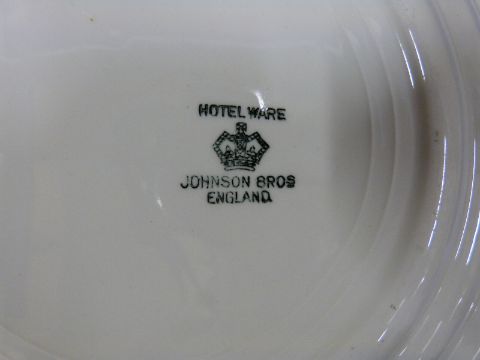 HOTEL WARE
JOHNSON BROS
ENGLAND.